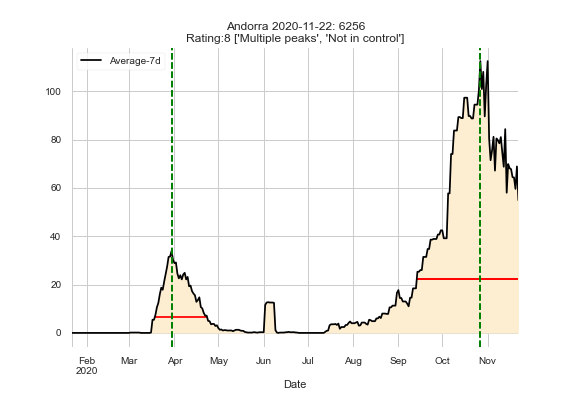 Andorra 2020-11-22: 6256
Rating:8 ['Multiple peaks', 'Not in control']
Average-7d
100
80
60
40
20
0
Feb Mar Apr May Jun Jul Aug Sep Oct Nov
2020
Date